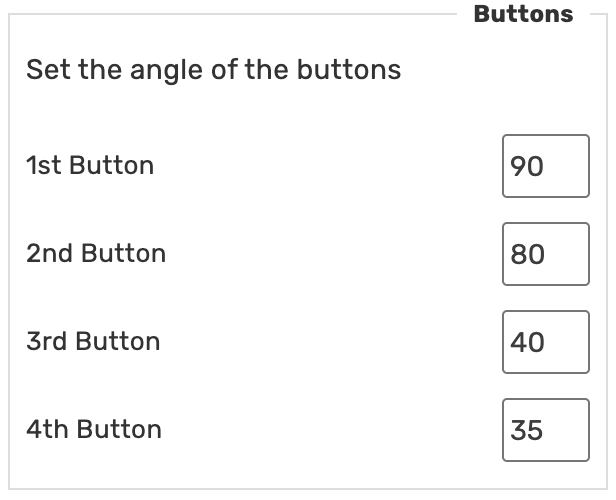 Buttons
Set the angle of the buttons
1st Button 90
2nd Button 80
3rd Button 40
4th Button 35